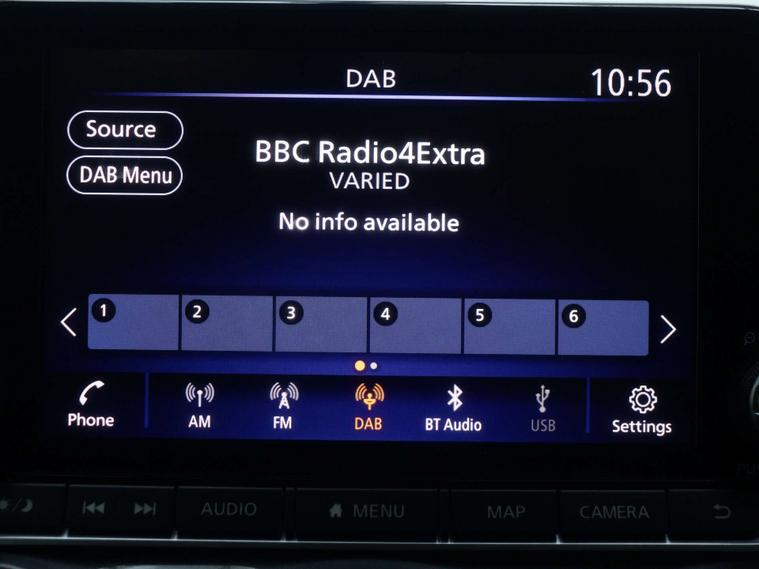 DAB
10:56
Source
BBC Radio4Extra
DAB Menu
VARIED
No info available
1 2 3 4 5 6
Phone AM FM DAB BT Audio USB Settings
AUDIO MENU MAP CAMERA